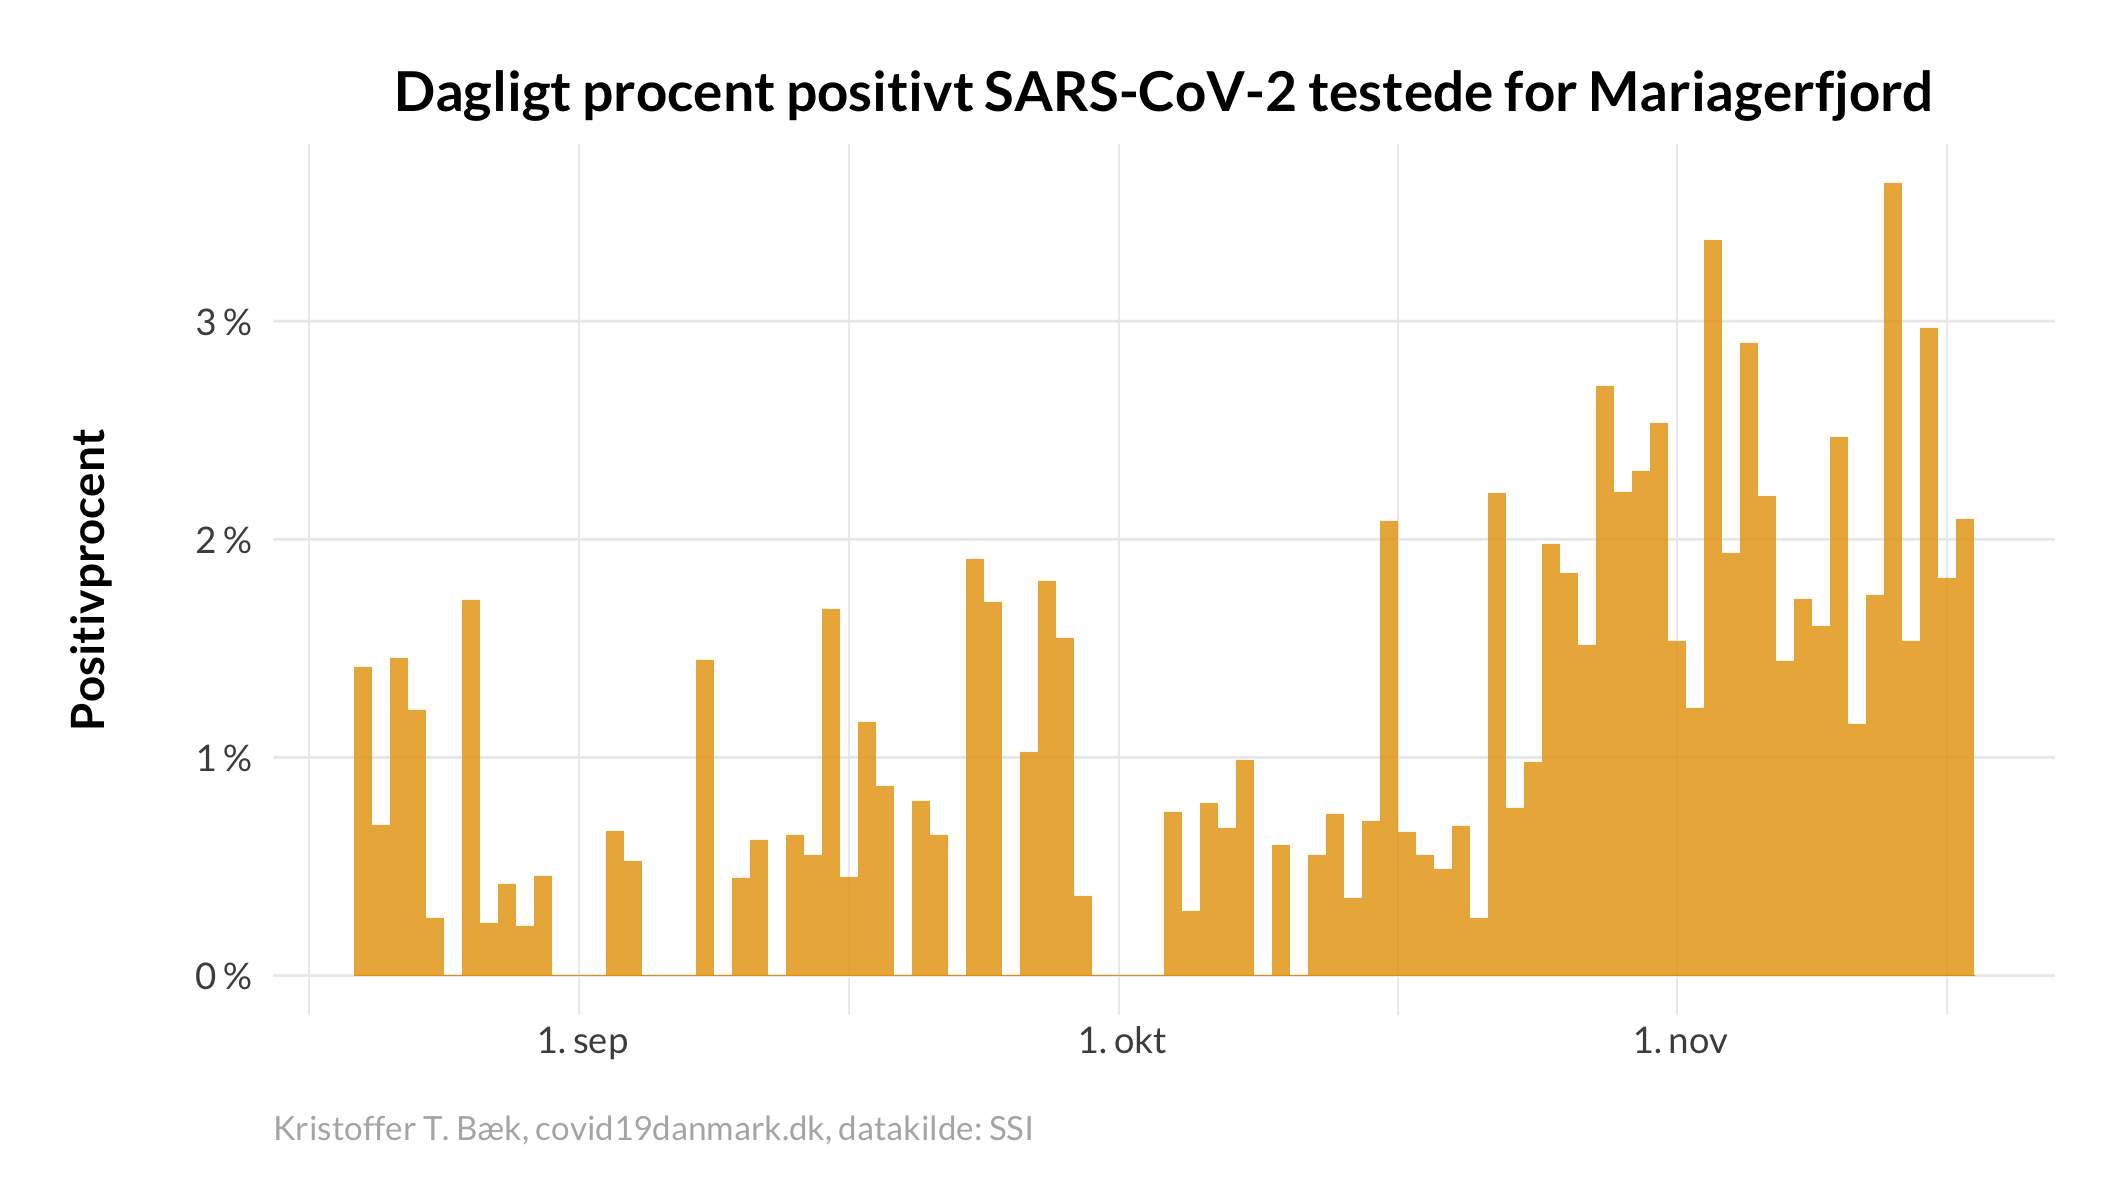 Dagligt procent positivt SARS-CoV-2 testede for Mariagerfjord
Positivprocent
3 %
2 %
1 %
0 %
1. sep
1. okt
1. nov
Kristoffer T. Bæk, covid19danmark.dk, datakilde: SSI